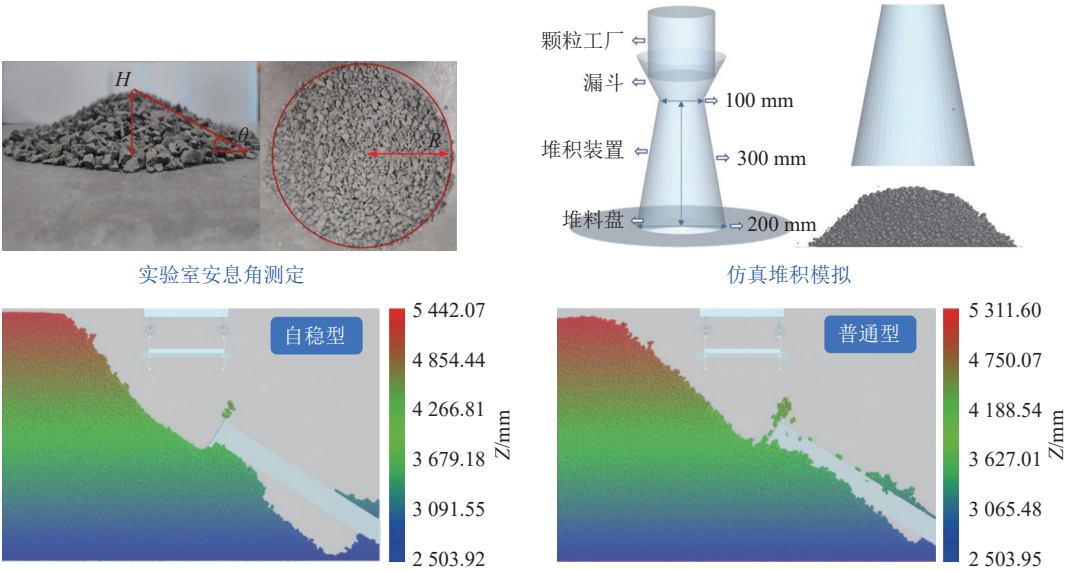 H
θ
R
实验室安息角测定
颗粒工厂
漏斗
100 mm
堆积装置
300 mm
堆料盘
200 mm
仿真堆积模拟
自稳型
5 442.07
4 854.44
4 266.81
3 679.18
3 091.55
2 503.92
Z/mm
普通型
5 311.60
4 750.07
4 188.54
3 627.01
3 065.48
2 503.95
Z/mm